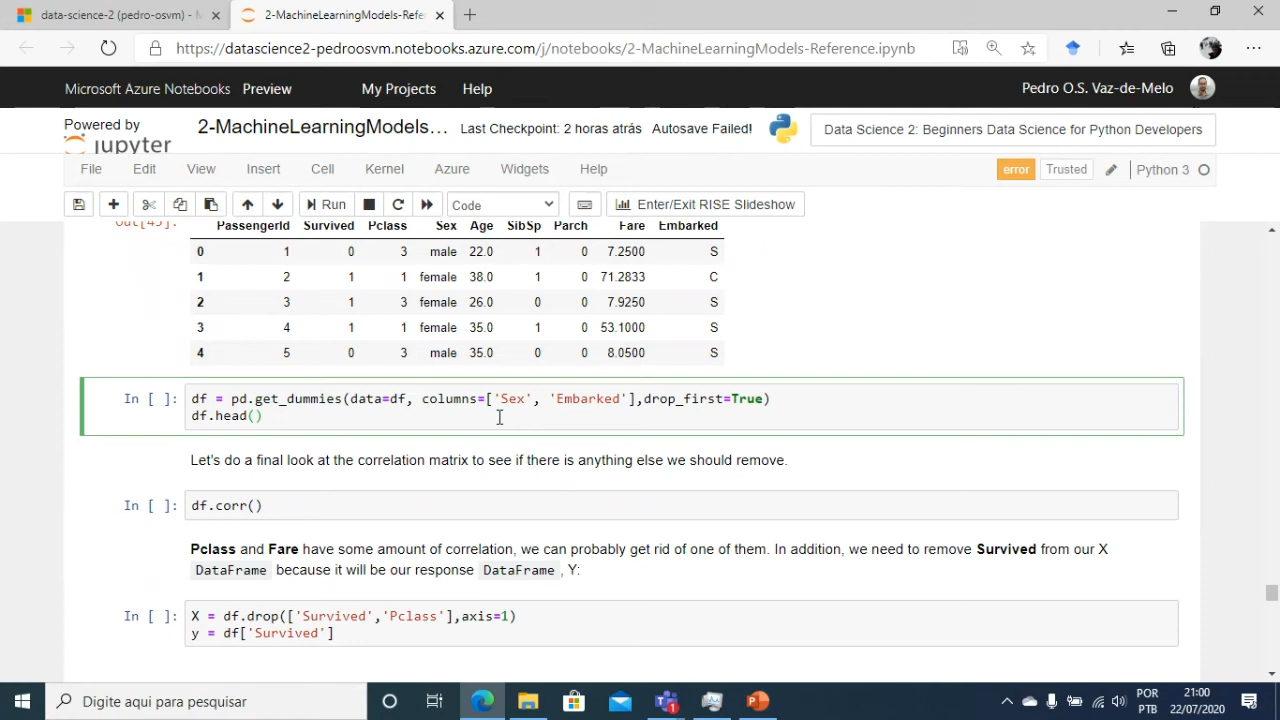 data-science-2 (pedro-osvm) - M
2-MachineLearningModels-Refe
https://datascience2-pedroosvm.notebooks.azure.com/j/notebooks/2-MachineLearningModels-Reference.ipynb
Microsoft Azure Notebooks Preview My Projects Help Pedro O.S. Vaz-de-Melo
Powered by
jupyter
2-MachineLearningModels... Last Checkpoint: 2 horas atrás Autosave Failed! Data Science 2: Beginners Data Science for Python Developers
File Edit View Insert Cell Kernel Azure Widgets Help error Trusted Python 3
Run Code Enter/Exit RISE Slideshow
Out[45]: PassengerId Survived Pclass Sex Age SibSp Parch Fare Embarked
0 1 0 3 male 22.0 1 0 7.2500 S
1 2 1 1 female 38.0 1 0 71.2833 C
2 3 1 3 female 26.0 0 0 7.9250 S
3 4 1 1 female 35.0 1 0 53.1000 S
4 5 0 3 male 35.0 0 0 8.0500 S
In [ ]: df = pd.get_dummies(data=df, columns=['Sex', 'Embarked'],drop_first=True)
df.head()
Let's do a final look at the correlation matrix to see if there is anything else we should remove.
In [ ]: df.corr()
Pclass and Fare have some amount of correlation, we can probably get rid of one of them. In addition, we need to remove Survived from our X
DataFrame because it will be our response DataFrame , Y:
In [ ]: X = df.drop(['Survived','Pclass'],axis=1)
y = df['Survived']
Digite aqui para pesquisar
POR
PTB
21:00
22/07/2020